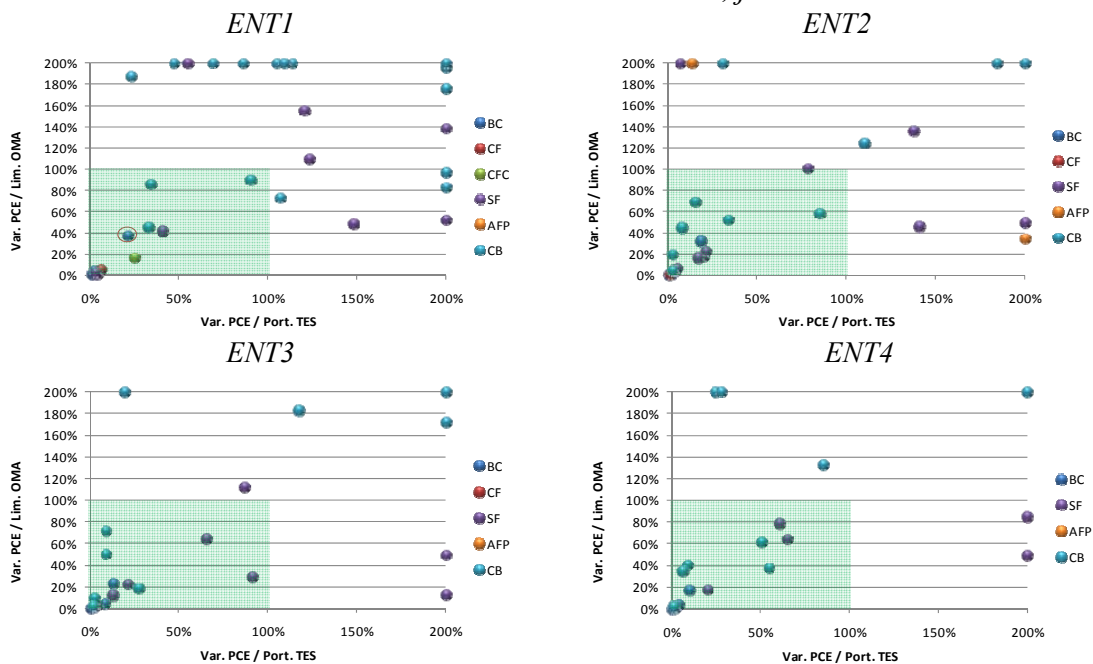 ENT1
200%
180%
160%
140%
120%
100%
80%
60%
40%
20%
0%
0% 50% 100% 150% 200%
Var. PCE / Lim. OMA
Var. PCE / Port. TES
BC
CF
CFC
SF
AFP
CB
ENT2
200%
180%
160%
140%
120%
100%
80%
60%
40%
20%
0%
0% 50% 100% 150% 200%
Var. PCE / Lim. OMA
Var. PCE / Port. TES
BC
CF
SF
AFP
CB
ENT3
200%
180%
160%
140%
120%
100%
80%
60%
40%
20%
0%
0% 50% 100% 150% 200%
Var. PCE / Lim. OMA
Var. PCE / Port. TES
BC
CF
SF
AFP
CB
ENT4
200%
180%
160%
140%
120%
100%
80%
60%
40%
20%
0%
0% 50% 100% 150% 200%
Var. PCE / Lim. OMA
Var. PCE / Port. TES
BC
SF
AFP
CB